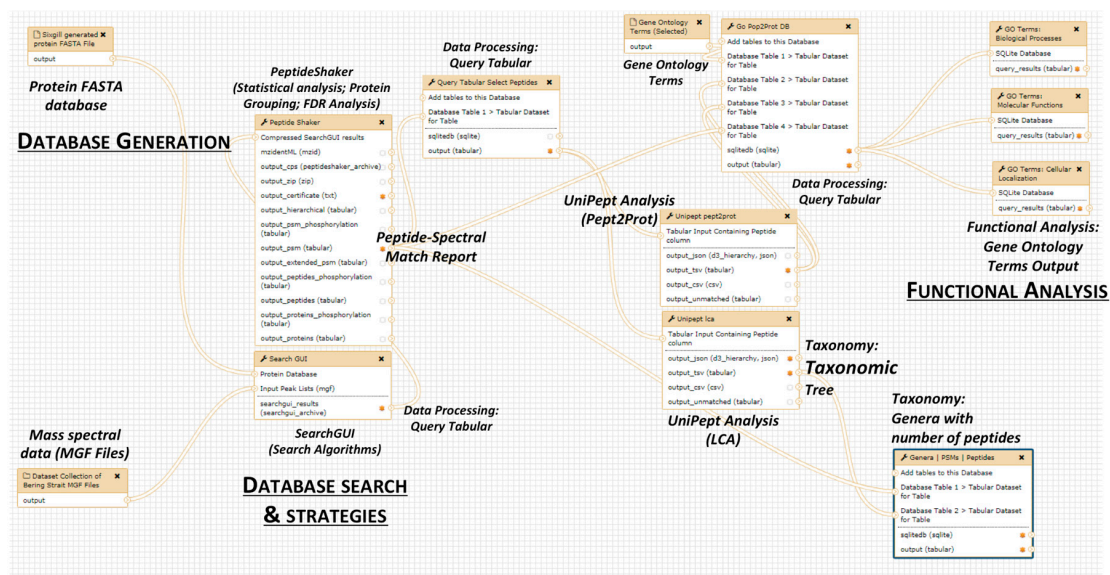 Sixgill generated
protein FASTA File
output
Protein FASTA
database
DATABASE GENERATION
PeptideShaker
(Statistical analysis; Protein
Grouping; FDR Analysis)
Peptide Shaker
Compressed SearchGUI results
mzidentML (mzid)
output_cps (peptideshaker_archive)
output_zip (zip)
output_certificate (txt)
output_hierarchical (tabular)
output_psm_phosphorylation
(tabular)
output_psm (tabular)
output_extended_psm (tabular)
output_peptides_phosphorylation
(tabular)
output_peptides (tabular)
output_proteins_phosphorylation
(tabular)
output_proteins (tabular)
Search GUI
Protein Database
Input Peak Lists (mgf)
searchgui_results
(searchgui_archive)
SearchGUI
(Search Algorithms)
Mass spectral
data (MGF Files)
Dataset Collection of
Bering Strait MGF Files
output
DATABASE SEARCH
& STRATEGIES
Data Processing:
Query Tabular
Query Tabular Select Peptides
Add tables to this Database
Database Table 1 > Tabular Dataset
for Table
sqlitedb (sqlite)
output (tabular)
Peptide-Spectral
Match Report
Data Processing:
Query Tabular
Gene Ontology
Terms (Selected)
output
Gene Ontology
Terms
Go Pep2Prot DB
Add tables to this Database
Database Table 1 > Tabular Dataset
for Table
Database Table 2 > Tabular Dataset
for Table
Database Table 3 > Tabular Dataset
for Table
Database Table 4 > Tabular Dataset
for Table
sqlitedb (sqlite)
output (tabular)
Data Processing:
Query Tabular
UniPept Analysis
(Pept2Prot)
Unipept pept2prot
Tabular Input Containing Peptide
column
output_json (d3_hierarchy, json)
output_tsv (tabular)
output_csv (csv)
output_unmatched (tabular)
Unipept lca
Tabular Input Containing Peptide
column
output_json (d3_hierarchy, json)
output_tsv (tabular)
output_csv (csv)
output_unmatched (tabular)
UniPept Analysis
(LCA)
Taxonomy:
Taxonomic
Tree
GO Terms:
Biological Processes
SQLite Database
query_results (tabular)
GO Terms:
Molecular Functions
SQLite Database
query_results (tabular)
GO Terms: Cellular
Localization
SQLite Database
query_results (tabular)
Functional Analysis:
Gene Ontology
Terms Output
FUNCTIONAL ANALYSIS
Taxonomy:
Genera with
number of peptides
Genera | PSMs | Peptides
Add tables to this Database
Database Table 1 > Tabular Dataset
for Table
Database Table 2 > Tabular Dataset
for Table
sqlitedb (sqlite)
output (tabular)